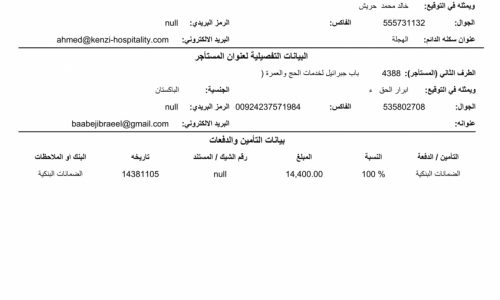 ويمثله في التوقيع: خالد محمد حريش
الجوال: 555731132 الفاكس: الرمز البريدي: null
عنوان سكنه الدائم: الهجلة البريد الالكتروني: ahmed@kenzi-hospitality.com
البيانات التفصيلية لعنوان المستأجر
الطرف الثاني (المستأجر): 4388 باب جبرائيل لخدمات الحج والعمرة (
ويمثله في التوقيع: ابرار الحق ء الجنسية: الباكستان
الجوال: 535802708 الفاكس: 00924237571984 الرمز البريدي: null
عنوانه: البريد الالكتروني: baabejibraeel@gmail.com
بيانات التأمين والدفعات
التأمين / الدفعة النسبة المبلغ رقم الشيك / المستند تاريخه البنك او الملاحظات
الضمانات البنكية 100 % 14,400.00 null 14381105 الضمانات البنكية